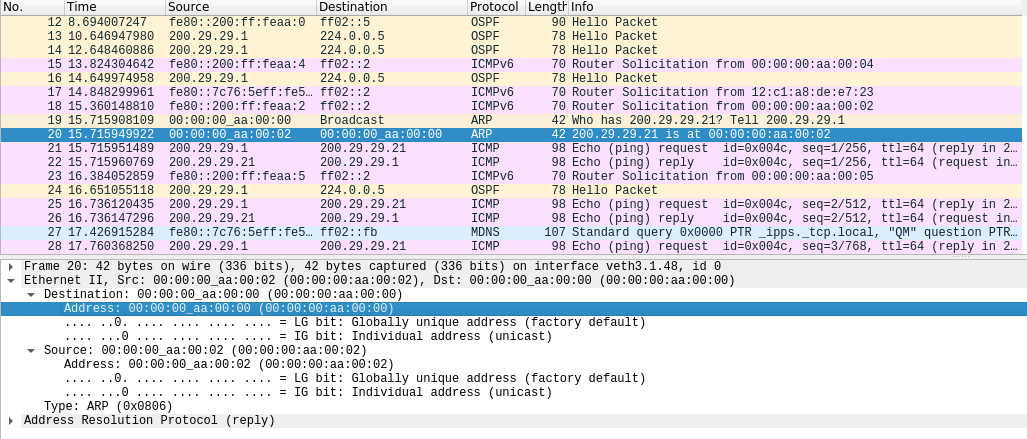 No. Time Source Destination Protocol Length Info
12 8.694007247 fe80::200:ff:feaa:0 ff02::5 OSPF 90 Hello Packet
13 10.646947980 200.29.29.1 224.0.0.5 OSPF 78 Hello Packet
14 12.648460886 200.29.29.1 224.0.0.5 OSPF 78 Hello Packet
15 13.824304642 fe80::200:ff:feaa:4 ff02::2 ICMPv6 70 Router Solicitation from 00:00:00:aa:00:04
16 14.649974958 200.29.29.1 224.0.0.5 OSPF 78 Hello Packet
17 14.848299961 fe80::7c76:5eff:fe5… ff02::2 ICMPv6 70 Router Solicitation from 12:c1:a8:de:e7:23
18 15.360148810 fe80::200:ff:feaa:2 ff02::2 ICMPv6 70 Router Solicitation from 00:00:00:aa:00:02
19 15.715908109 00:00:00_aa:00:00 Broadcast ARP 42 Who has 200.29.29.21? Tell 200.29.29.1
20 15.715949922 00:00:00_aa:00:02 00:00:00_aa:00:00 ARP 42 200.29.29.21 is at 00:00:00:aa:00:02
21 15.715951489 200.29.29.1 200.29.29.21 ICMP 98 Echo (ping) request id=0x004c, seq=1/256, ttl=64 (reply in 2…
22 15.715960769 200.29.29.21 200.29.29.1 ICMP 98 Echo (ping) reply id=0x004c, seq=1/256, ttl=64 (request in…
23 16.384052859 fe80::200:ff:feaa:5 ff02::2 ICMPv6 70 Router Solicitation from 00:00:00:aa:00:05
24 16.651055118 200.29.29.1 224.0.0.5 OSPF 78 Hello Packet
25 16.736120435 200.29.29.1 200.29.29.21 ICMP 98 Echo (ping) request id=0x004c, seq=2/512, ttl=64 (reply in 2…
26 16.736147296 200.29.29.21 200.29.29.1 ICMP 98 Echo (ping) reply id=0x004c, seq=2/512, ttl=64 (request in…
27 17.426915284 fe80::7c76:5eff:fe5… ff02::fb MDNS 107 Standard query 0x0000 PTR _ipps._tcp.local, "QM" question PTR…
28 17.760368250 200.29.29.1 200.29.29.21 ICMP 98 Echo (ping) request id=0x004c, seq=3/768, ttl=64 (reply in 2…
Frame 20: 42 bytes on wire (336 bits), 42 bytes captured (336 bits) on interface veth3.1.48, id 0
Ethernet II, Src: 00:00:00_aa:00:02 (00:00:00:aa:00:02), Dst: 00:00:00_aa:00:00 (00:00:00:aa:00:00)
Destination: 00:00:00_aa:00:00 (00:00:00:aa:00:00)
Address: 00:00:00_aa:00:00 (00:00:00:aa:00:00)
.... ..0. .... .... .... .... = LG bit: Globally unique address (factory default)
.... ...0 .... .... .... .... = IG bit: Individual address (unicast)
Source: 00:00:00_aa:00:02 (00:00:00:aa:00:02)
Address: 00:00:00_aa:00:02 (00:00:00:aa:00:02)
.... ..0. .... .... .... .... = LG bit: Globally unique address (factory default)
.... ...0 .... .... .... .... = IG bit: Individual address (unicast)
Type: ARP (0x0806)
Address Resolution Protocol (reply)